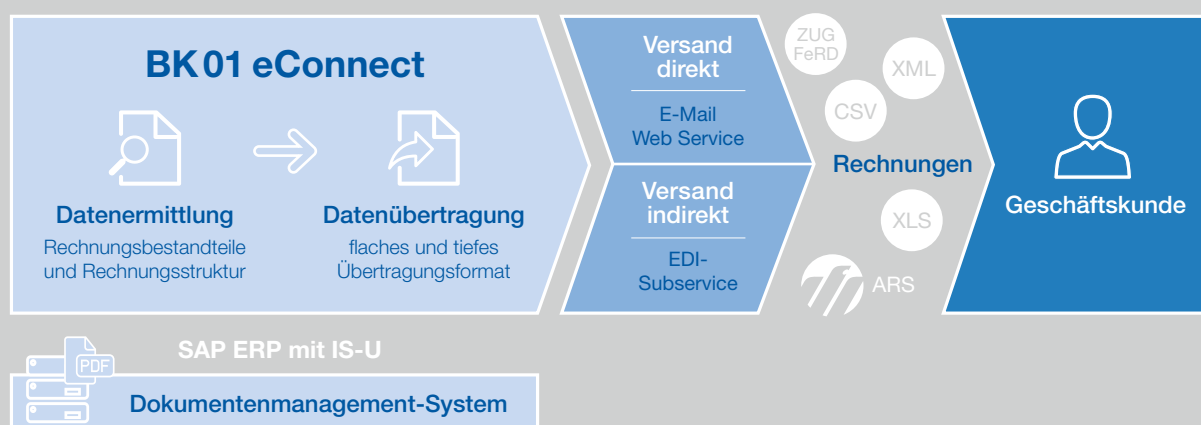 BK 01 eConnect
Datenermittlung
Rechnungsbestandteile
und Rechnungsstruktur
Datenübertragung
flaches und tiefes
Übertragungsformat
Versand
direkt
E-Mail
Web Service
Versand
indirekt
EDI-
Subservice
ZUG
FeRD
XML
CSV
Rechnungen
XLS
ARS
Geschäftskunde
SAP ERP mit IS-U
PDF
Dokumentenmanagement-System